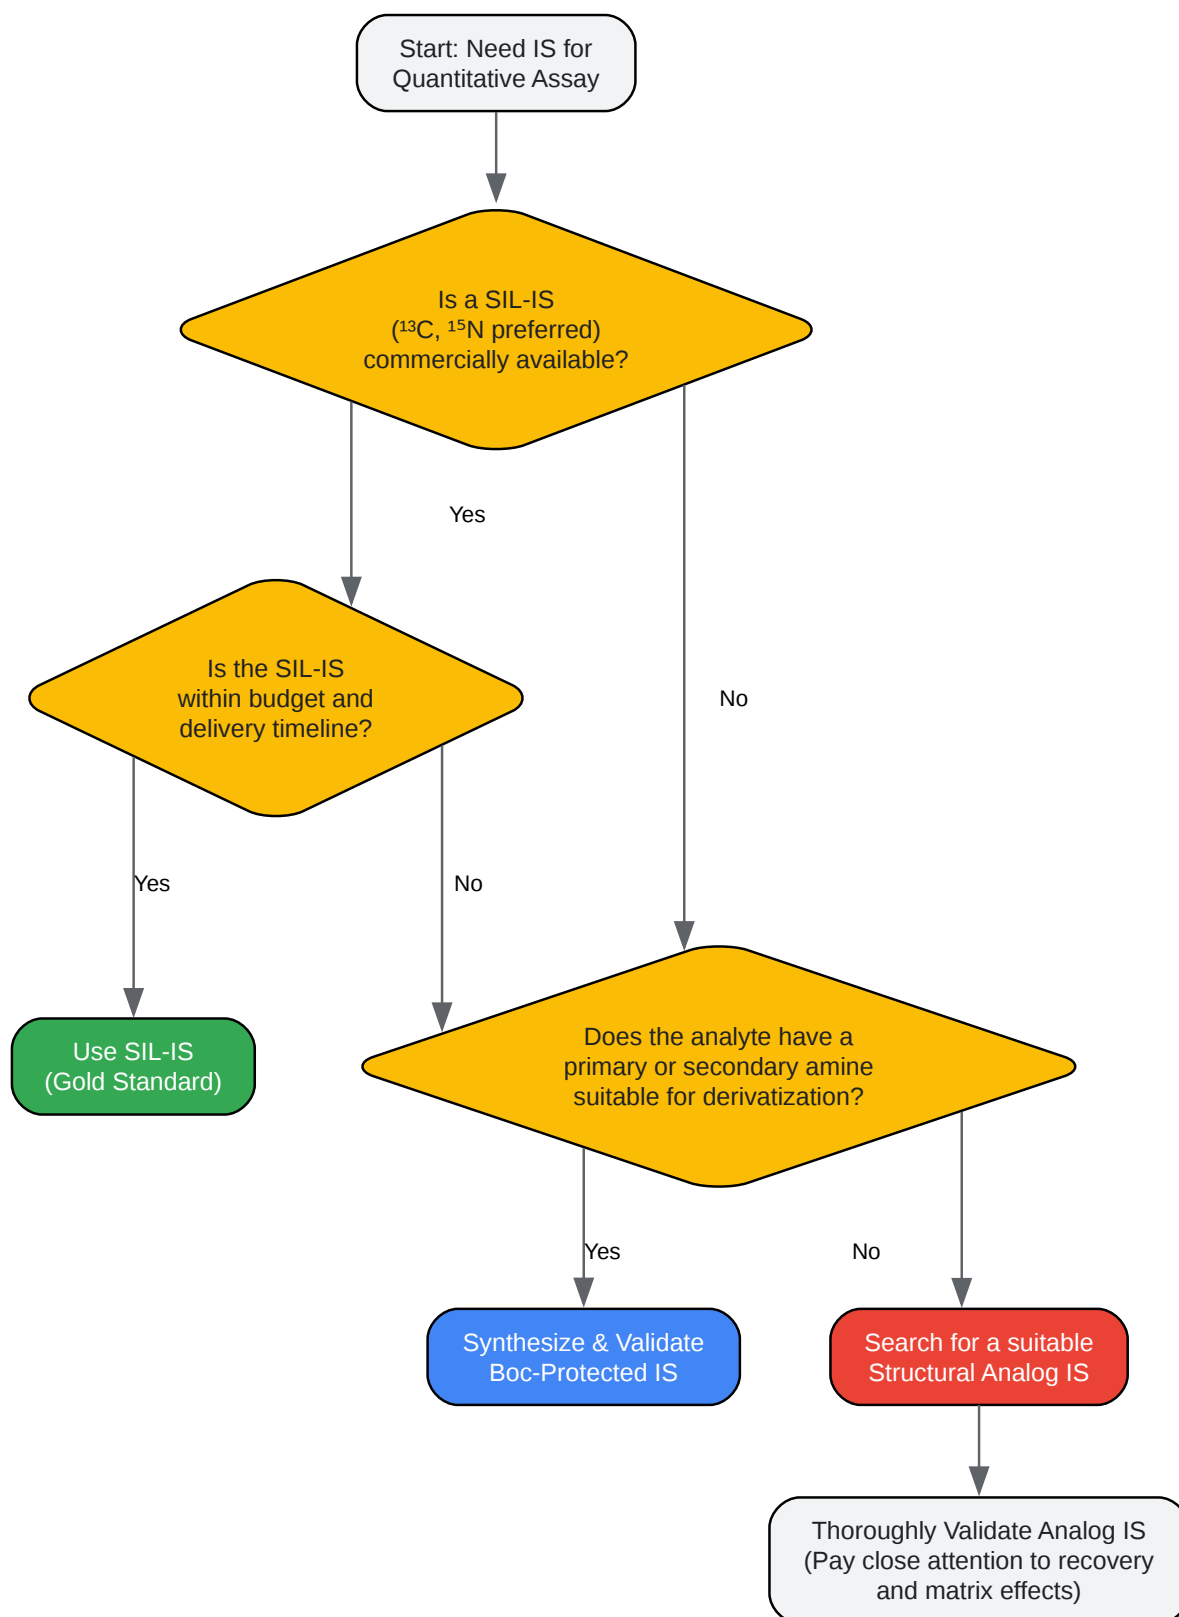 Start: Need IS for
Quantitative Assay
Is a SIL-IS
(¹³C, ¹⁵N preferred)
commercially available?
Yes
No
Is the SIL-IS
within budget and
delivery timeline?
Yes
No
Use SIL-IS
(Gold Standard)
Does the analyte have a
primary or secondary amine
suitable for derivatization?
Yes
No
Synthesize & Validate
Boc-Protected IS
Search for a suitable
Structural Analog IS
Thoroughly Validate Analog IS
(Pay close attention to recovery
and matrix effects)